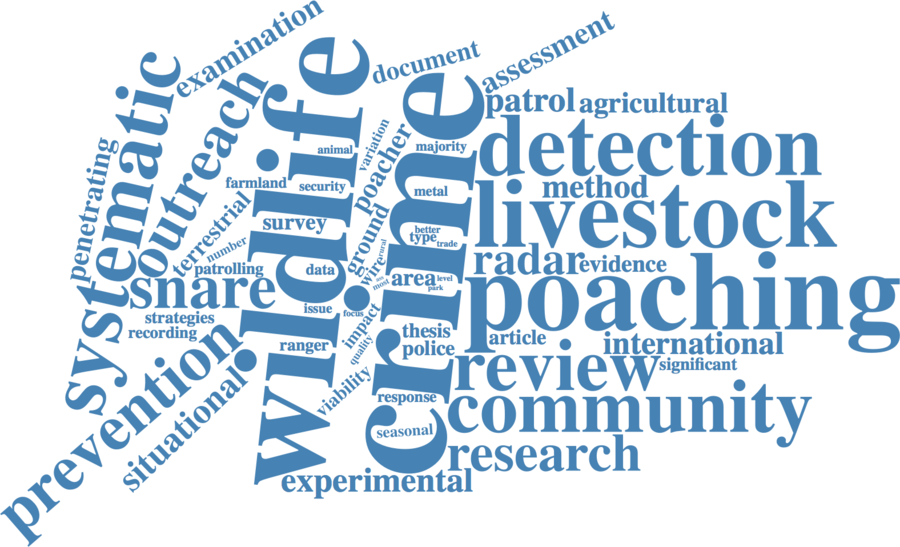 examination
document
assessment
systematic
outreach
wildlife
crime
patrol
agricultural
detection
variation
poacher
majority
animal
penetrating
farmland
security
method
metal
livestock
terrestrial
survey
ground
better
type
trade
number
rural
wire
radar
evidence
patrolling
data
area
level
park
most
snare
poaching
issue
focus
strategies
recording
impact
thesis
article
international
ranger
quality
police
review
significant
prevention
situational
viability
response
community
seasonal
research
experimental